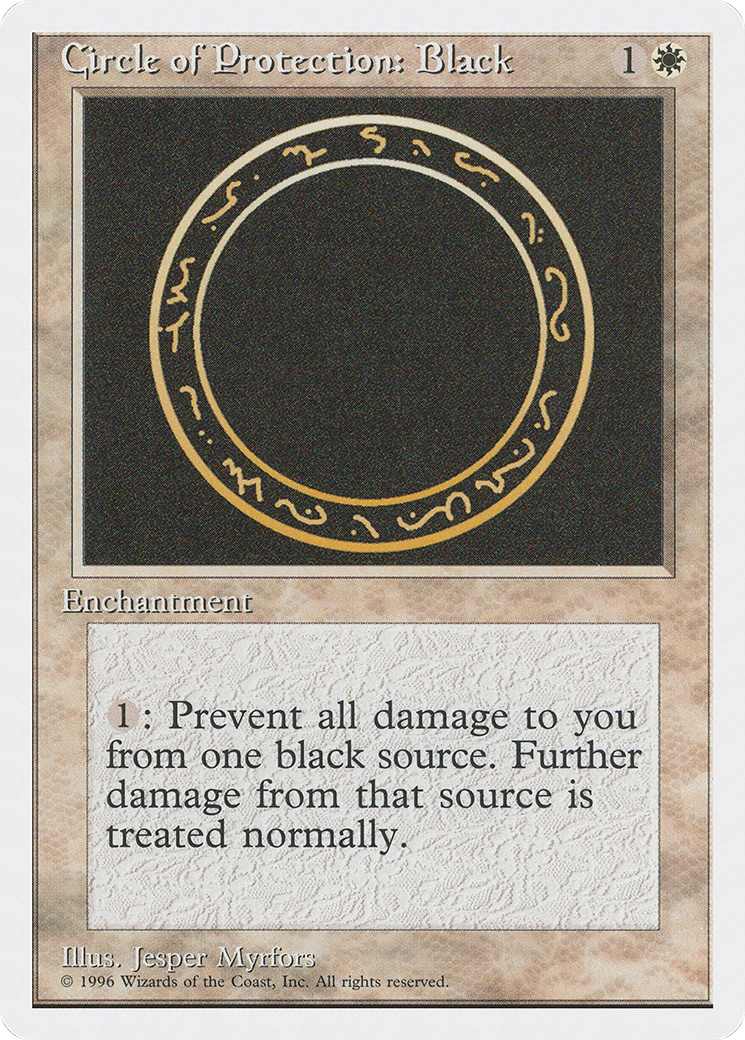 Circle of Protection: Black 1
Enchantment
1: Prevent all damage to you
from one black source. Further
damage from that source is
treated normally.
Illus. Jesper Myrfors
© 1996 Wizards of the Coast, Inc. All rights reserved.